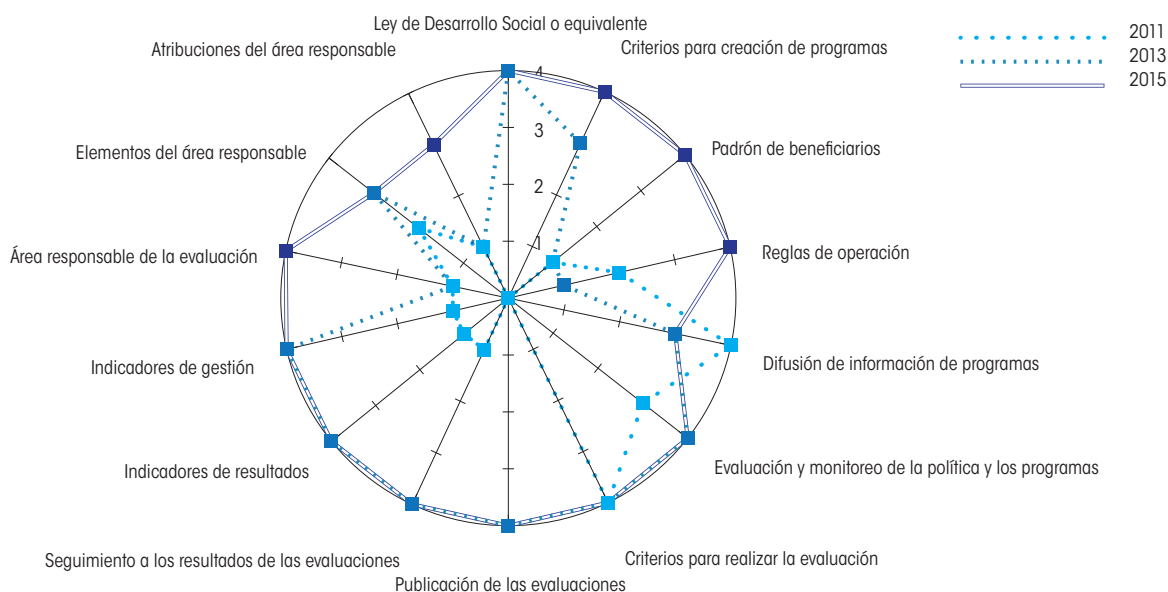 Ley de Desarrollo Social o equivalente
Criterios para creación de programas
Padrón de beneficiarios
Reglas de operación
Difusión de información de programas
Evaluación y monitoreo de la política y los programas
Criterios para realizar la evaluación
Publicación de las evaluaciones
Seguimiento a los resultados de las evaluaciones
Indicadores de resultados
Indicadores de gestión
Área responsable de la evaluación
Elementos del área responsable
Atribuciones del área responsable
4
3
2
1
2011
2013
2015